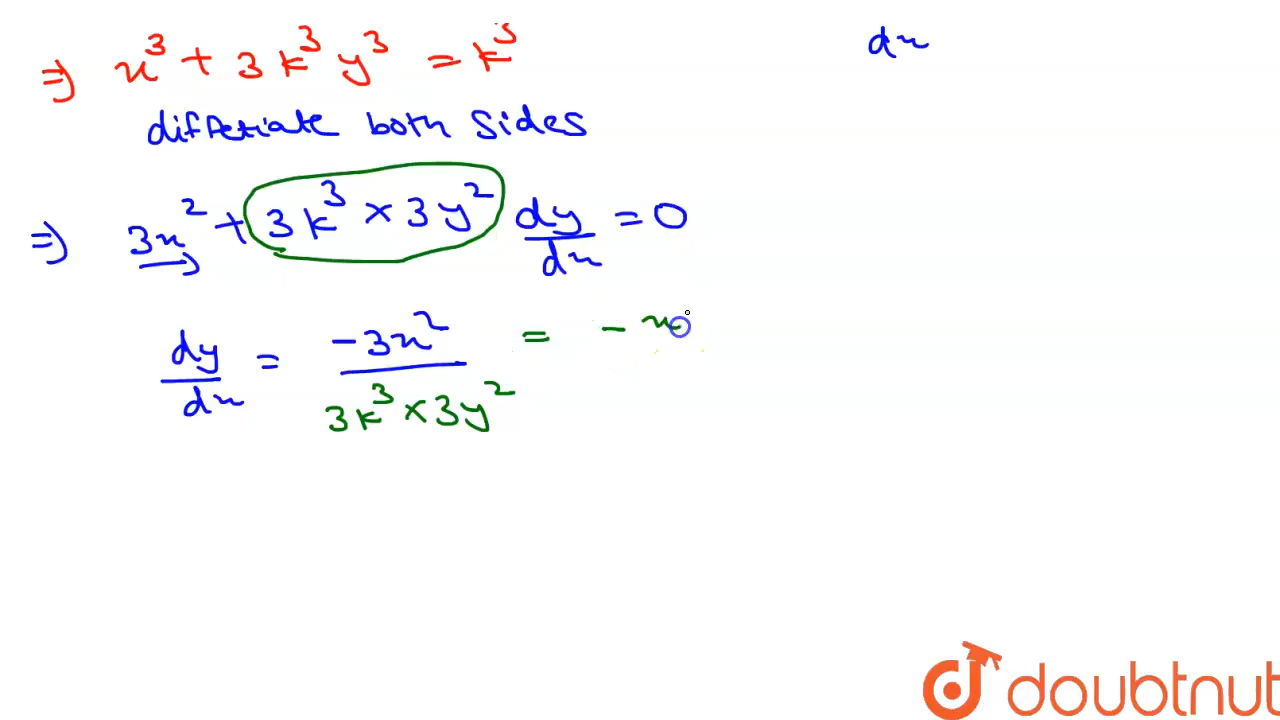 ⇒ x³ + 3k³y³ = k³
dx
differtiate both sides
⇒ 3x² + 3k³ × 3y² dy/dx = 0
dy/dx = -3x²/3k³ × 3y² = - x
doubtnut